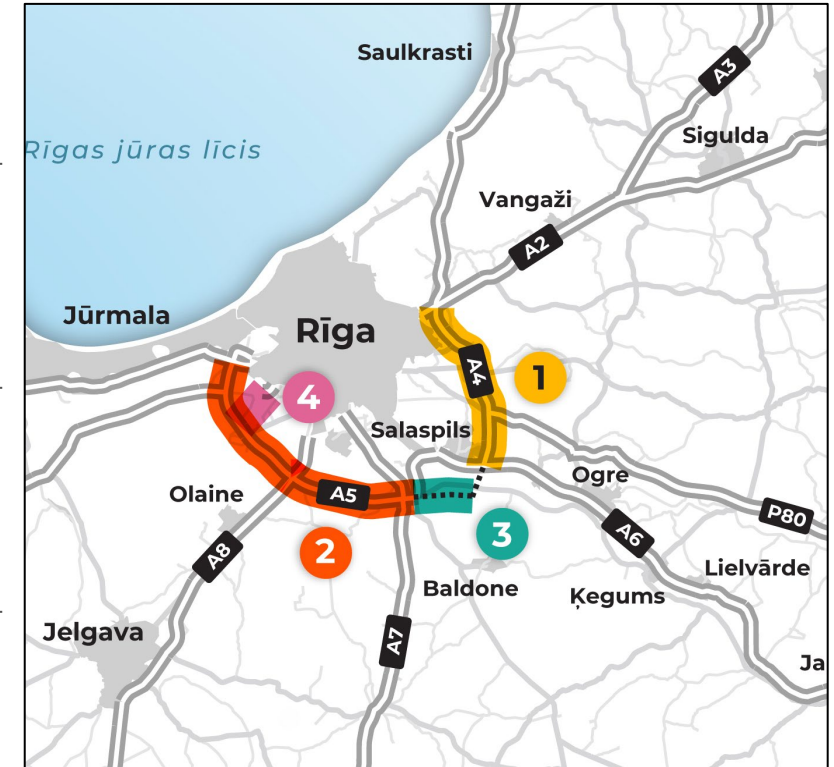 Saulkrasti
A3
Rīgas jūras līcis
Sigulda
Vangaži
A2
Jūrmala
Rīga
A4
1
4
Salaspils
Ogre
Olaine
A5
P80
3
A6
2
A8
Lielvārde
Baldone
Ķegums
Jelgava
A7
Ja